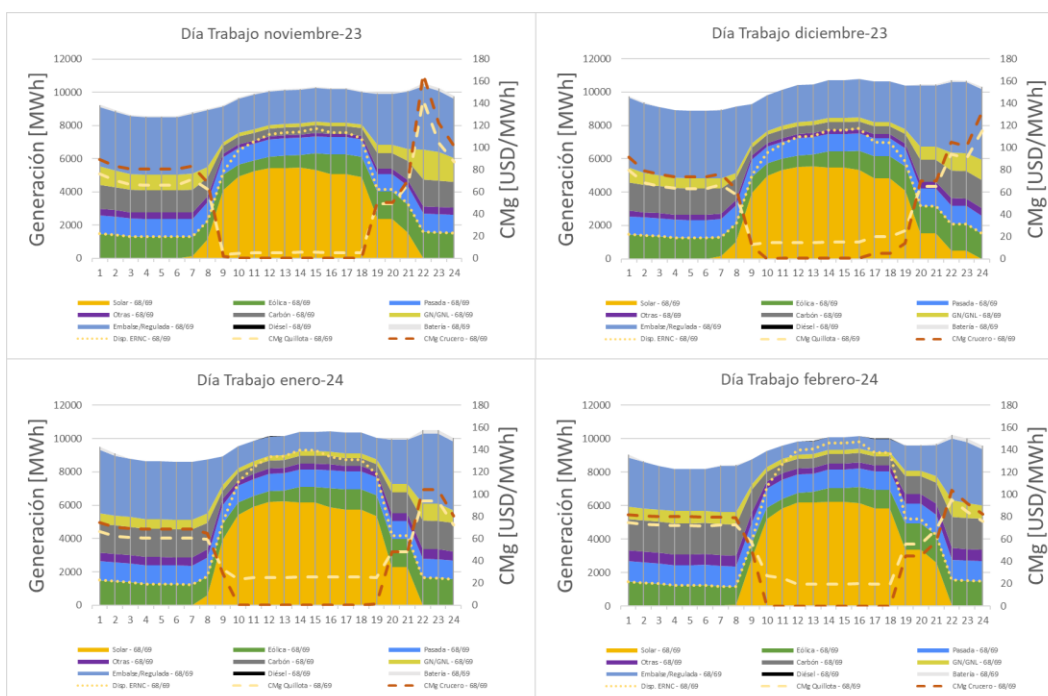 Día Trabajo noviembre-23
Generación [MWh]
12000
10000
8000
6000
4000
2000
0
180
160
140
120
100
80
60
40
20
0
CMg [USD/MWh]
1 2 3 4 5 6 7 8 9 10 11 12 13 14 15 16 17 18 19 20 21 22 23 24
Solar - 68/69 Eólica - 68/69 Pasada - 68/69
Otras - 68/69 Carbón - 68/69 GN/GNL - 68/69
Embalse/Regulada - 68/69 Diésel - 68/69 Batería - 68/69
Disp. ERNC - 68/69 CMg Quillota - 68/69 CMg Crucero - 68/69
Día Trabajo diciembre-23
Generación [MWh]
12000
10000
8000
6000
4000
2000
0
180
160
140
120
100
80
60
40
20
0
CMg [USD/MWh]
1 2 3 4 5 6 7 8 9 10 11 12 13 14 15 16 17 18 19 20 21 22 23 24
Solar - 68/69 Eólica - 68/69 Pasada - 68/69
Otras - 68/69 Carbón - 68/69 GN/GNL - 68/69
Embalse/Regulada - 68/69 Diésel - 68/69 Batería - 68/69
Disp. ERNC - 68/69 CMg Quillota - 68/69 CMg Crucero - 68/69
Día Trabajo enero-24
Generación [MWh]
12000
10000
8000
6000
4000
2000
0
180
160
140
120
100
80
60
40
20
0
CMg [USD/MWh]
1 2 3 4 5 6 7 8 9 10 11 12 13 14 15 16 17 18 19 20 21 22 23 24
Solar - 68/69 Eólica - 68/69 Pasada - 68/69
Otras - 68/69 Carbón - 68/69 GN/GNL - 68/69
Embalse/Regulada - 68/69 Diésel - 68/69 Batería - 68/69
Disp. ERNC - 68/69 CMg Quillota - 68/69 CMg Crucero - 68/69
Día Trabajo febrero-24
Generación [MWh]
12000
10000
8000
6000
4000
2000
0
180
160
140
120
100
80
60
40
20
0
CMg [USD/MWh]
1 2 3 4 5 6 7 8 9 10 11 12 13 14 15 16 17 18 19 20 21 22 23 24
Solar - 68/69 Eólica - 68/69 Pasada - 68/69
Otras - 68/69 Carbón - 68/69 GN/GNL - 68/69
Embalse/Regulada - 68/69 Diésel - 68/69 Batería - 68/69
Disp. ERNC - 68/69 CMg Quillota - 68/69 CMg Crucero - 68/69